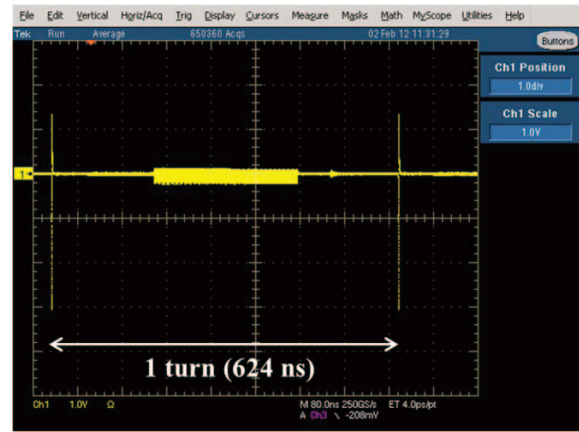 File Edit Vertical Horiz/Acq Trig Display Cursors Measure Masks Math MyScope Utilities Help
Tek Run Average 650360 Acqs 02 Feb 12 11:31:29
Buttons
Ch1 Position
1.0div
Ch1 Scale
1.0V
1
1 turn (624 ns)
Ch1 1.0V Ω M 80.0ns 250GS/s ET 4.0ps/pt
A Ch3 \ -208mV